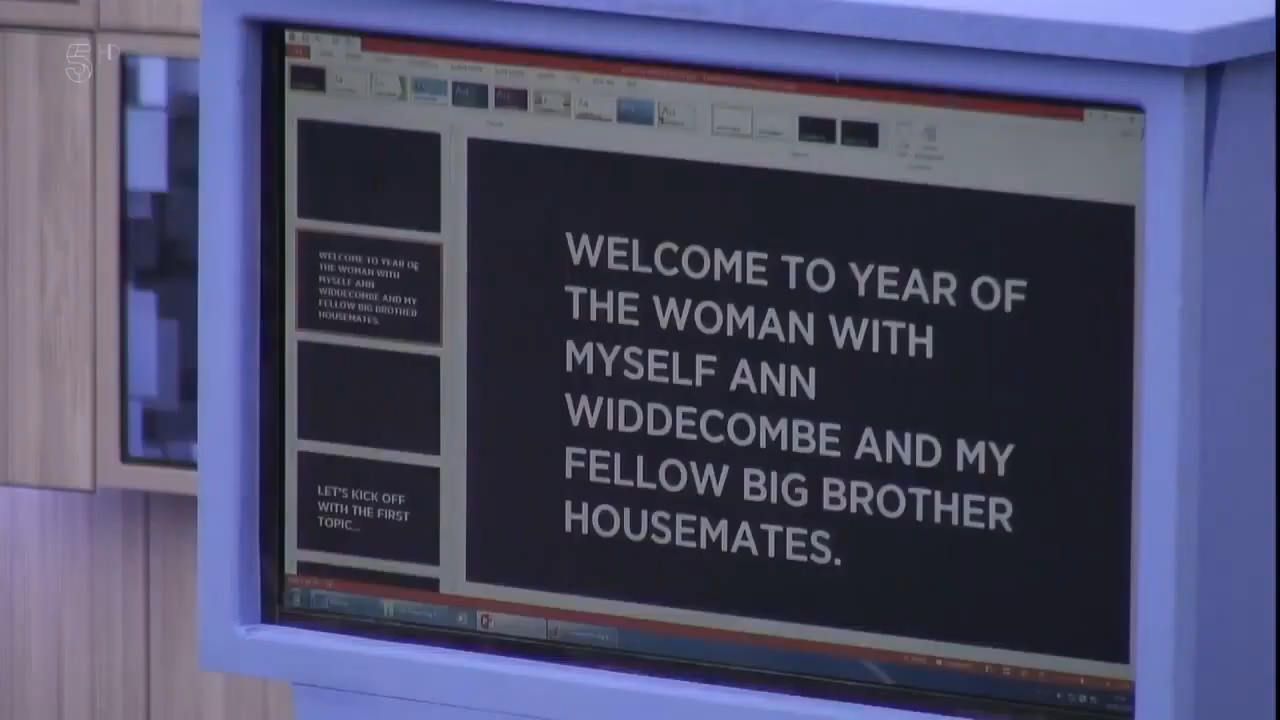 5 HD
WELCOME TO YEAR OF
THE WOMAN WITH
MYSELF ANN
WIDDECOMBE AND MY
FELLOW BIG BROTHER
HOUSEMATES.
LET'S KICK OFF
WITH THE FIRST
TOPIC...
WELCOME TO YEAR OF
THE WOMAN WITH
MYSELF ANN
WIDDECOMBE AND MY
FELLOW BIG BROTHER
HOUSEMATES.